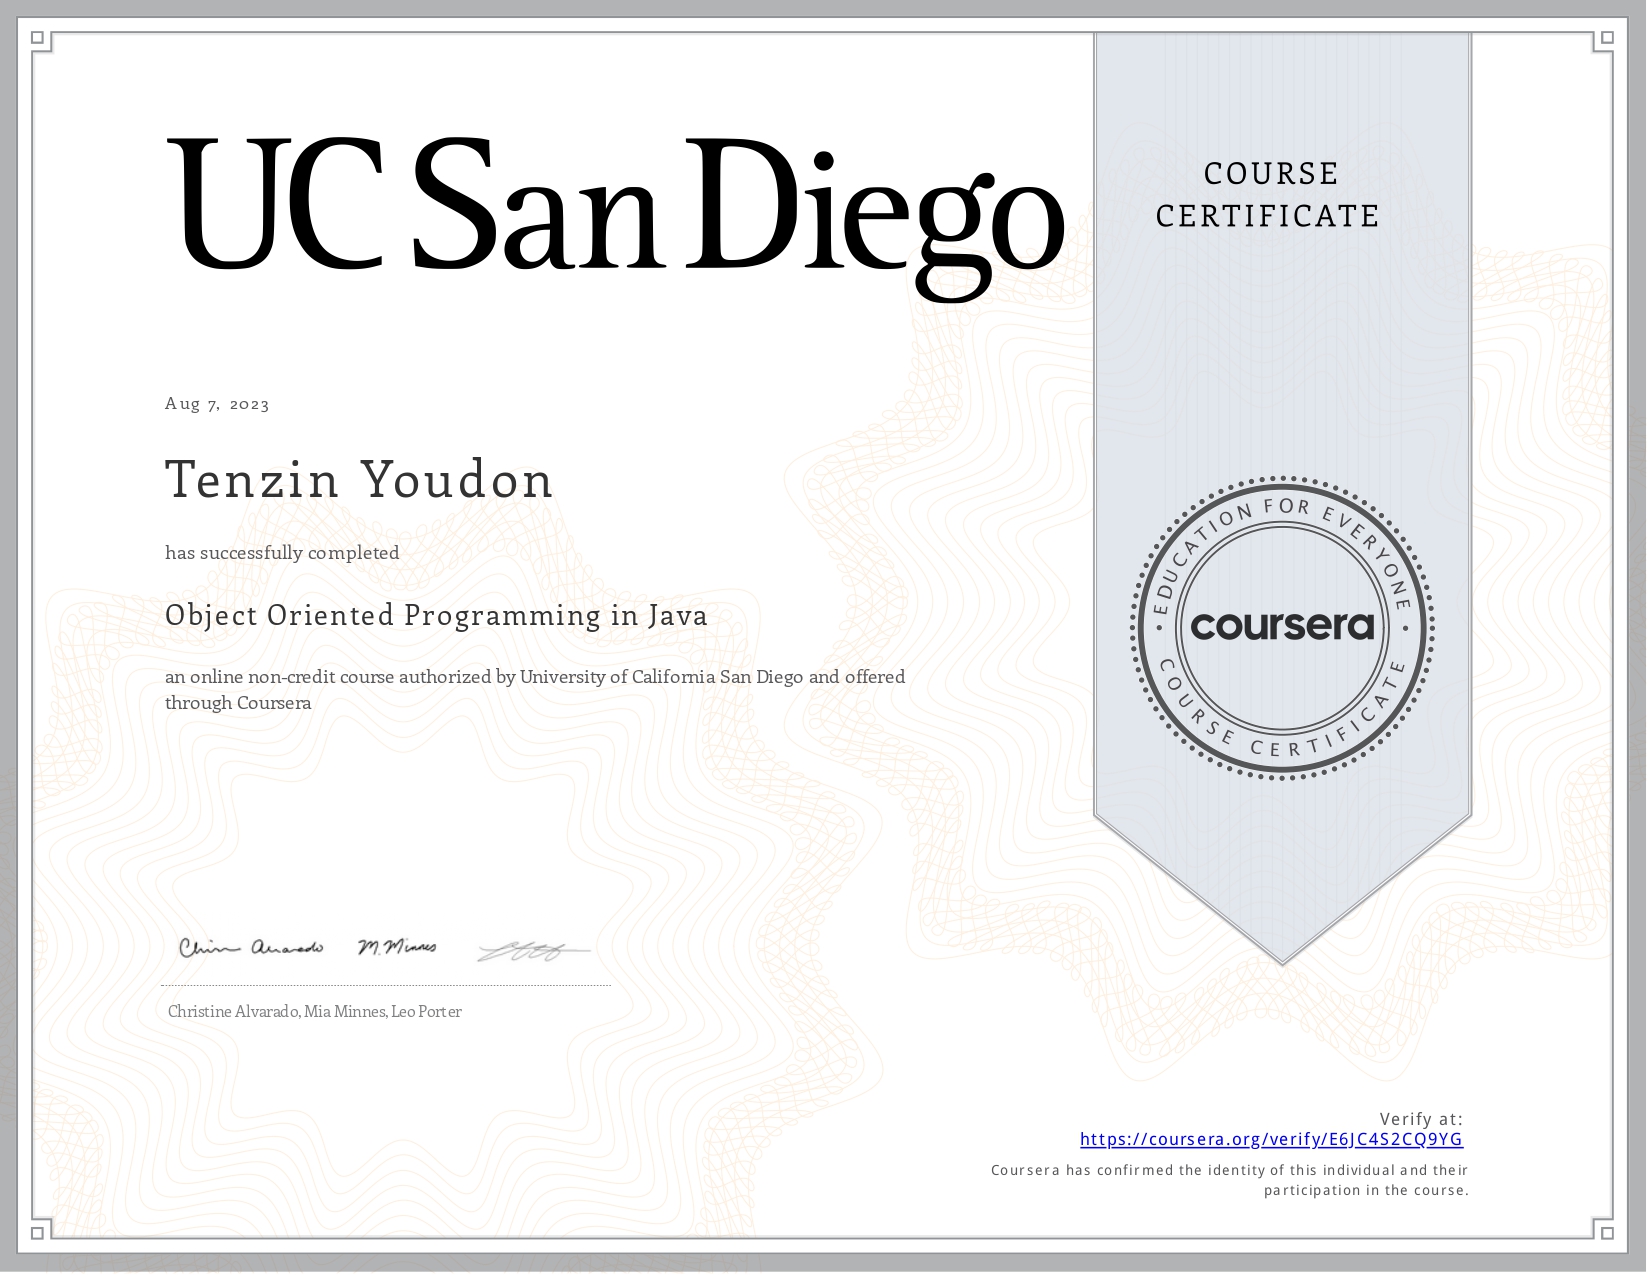 UC San Diego
COURSE
CERTIFICATE
Aug 7, 2023
Tenzin Youdon
has successfully completed
Object Oriented Programming in Java
an online non-credit course authorized by University of California San Diego and offered
through Coursera
EDUCATION FOR EVERYONE
coursera
COURSE CERTIFICATE
Chrin Alvarado M. Minnes
Christine Alvarado, Mia Minnes, Leo Porter
Verify at:
https://coursera.org/verify/E6JC4S2CQ9YG
Coursera has confirmed the identity of this individual and their
participation in the course.